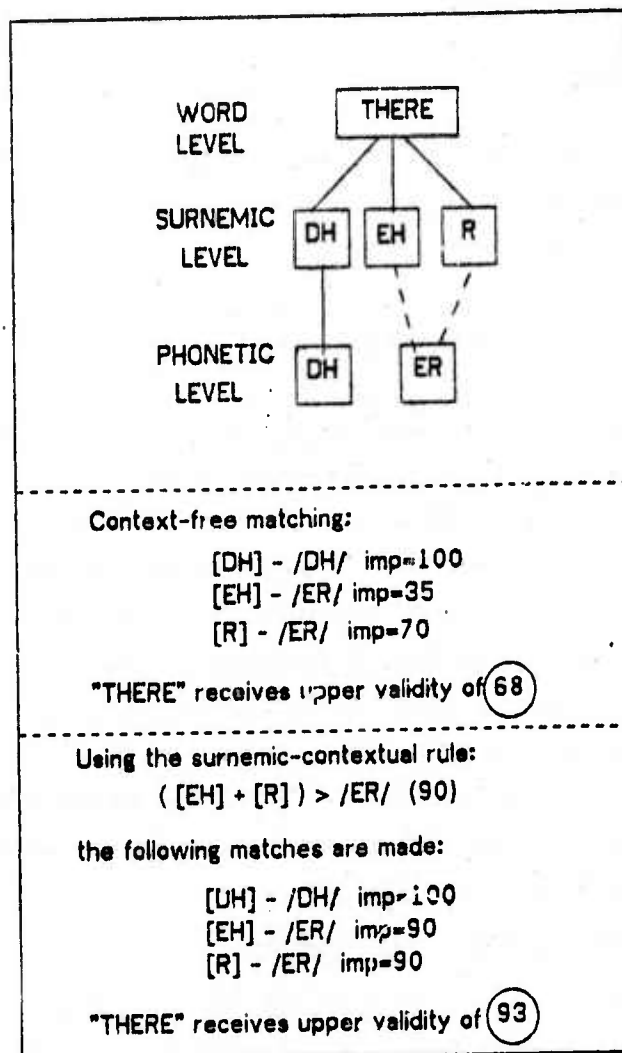 WORD
LEVEL
THERE
SURNEMIC
LEVEL
DH EH R
PHONETIC
LEVEL
DH ER
Context-free matching:
[DH] - /DH/ imp=100
[EH] - /ER/ imp=35
[R] - /ER/ imp=70
"THERE" receives upper validity of 68
Using the surnemic-contextual rule:
( [EH] + [R] ) > /ER/ (90)
the following matches are made:
[DH] - /DH/ imp=100
[EH] - /ER/ imp=90
[R] - /ER/ imp=90
"THERE" receives upper validity of 93